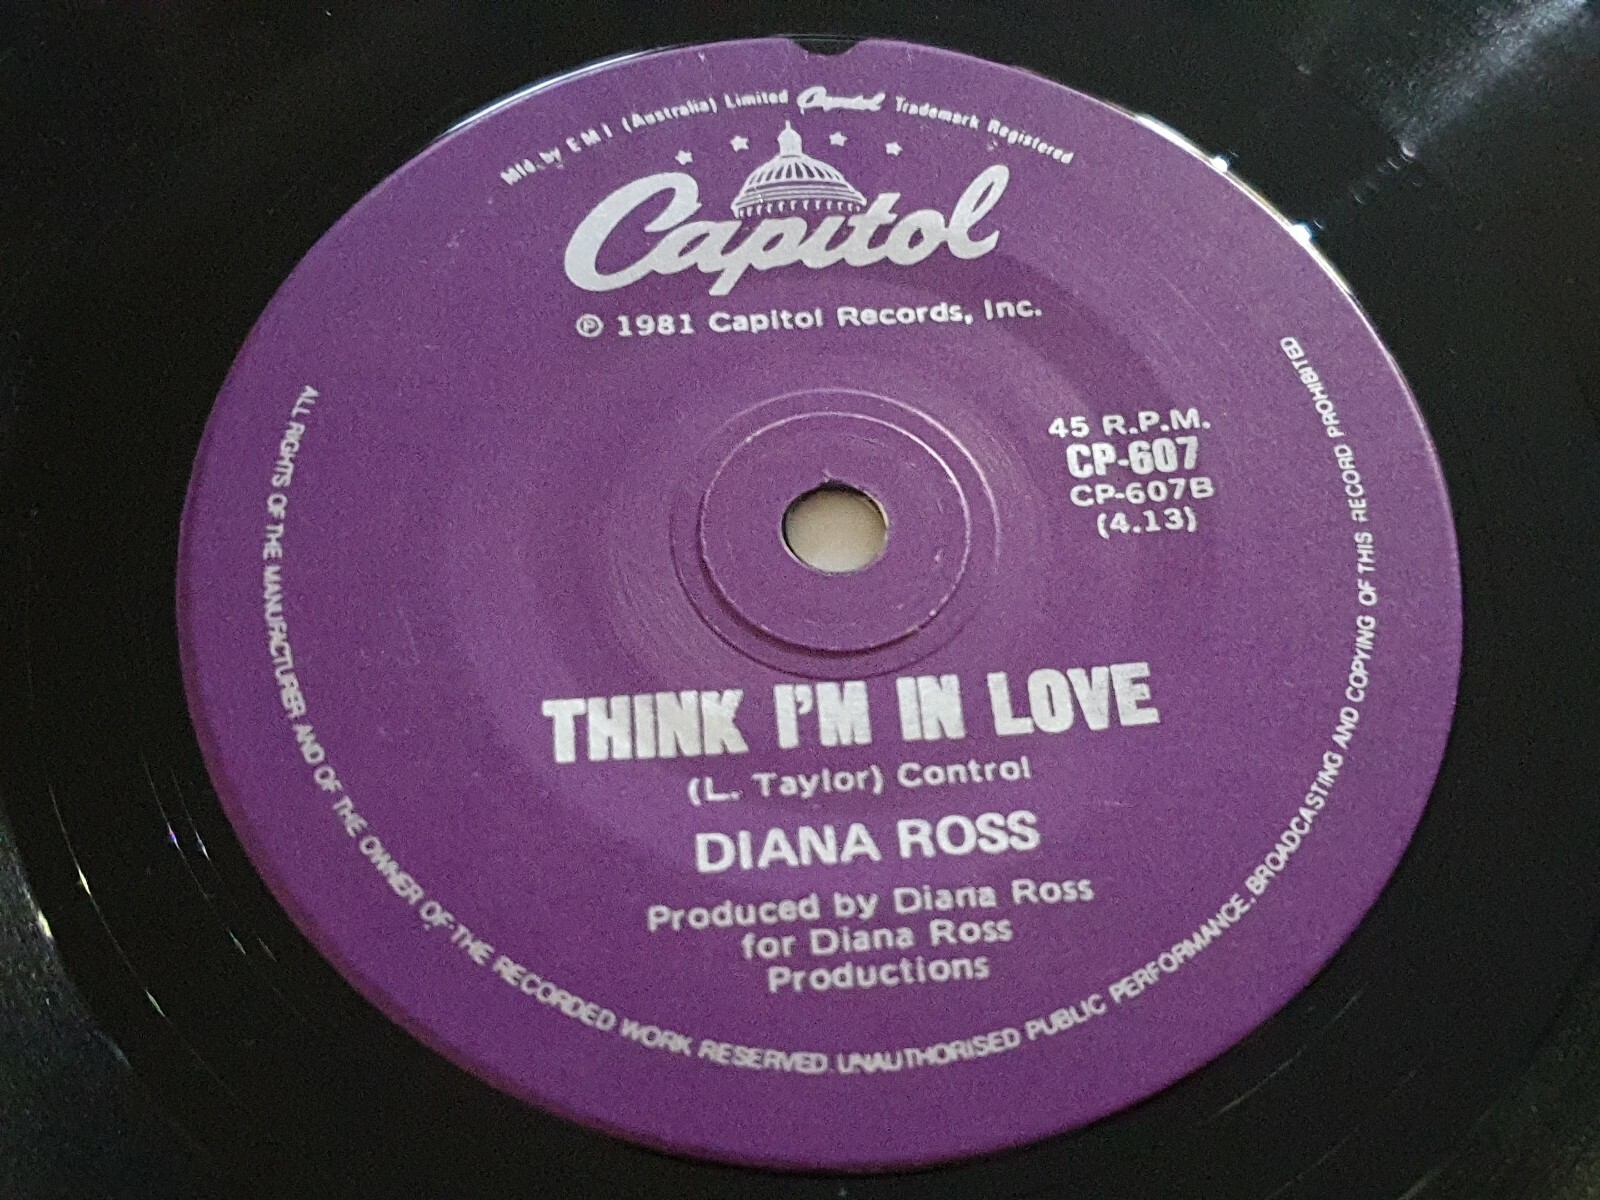 Mfd. by E M I (Australia) Limited Capitol Trademark Registered
Capitol
℗ 1981 Capitol Records, Inc.
45 R.P.M.
CP-607
CP-607B
(4.13)
THINK I'M IN LOVE
(L. Taylor) Control
DIANA ROSS
Produced by Diana Ross
for Diana Ross
Productions
ALL RIGHTS OF THE MANUFACTURER AND OF THE OWNER OF THE RECORDED WORK RESERVED. UNAUTHORISED PUBLIC PERFORMANCE, BROADCASTING AND COPYING OF THIS RECORD PROHIBITED